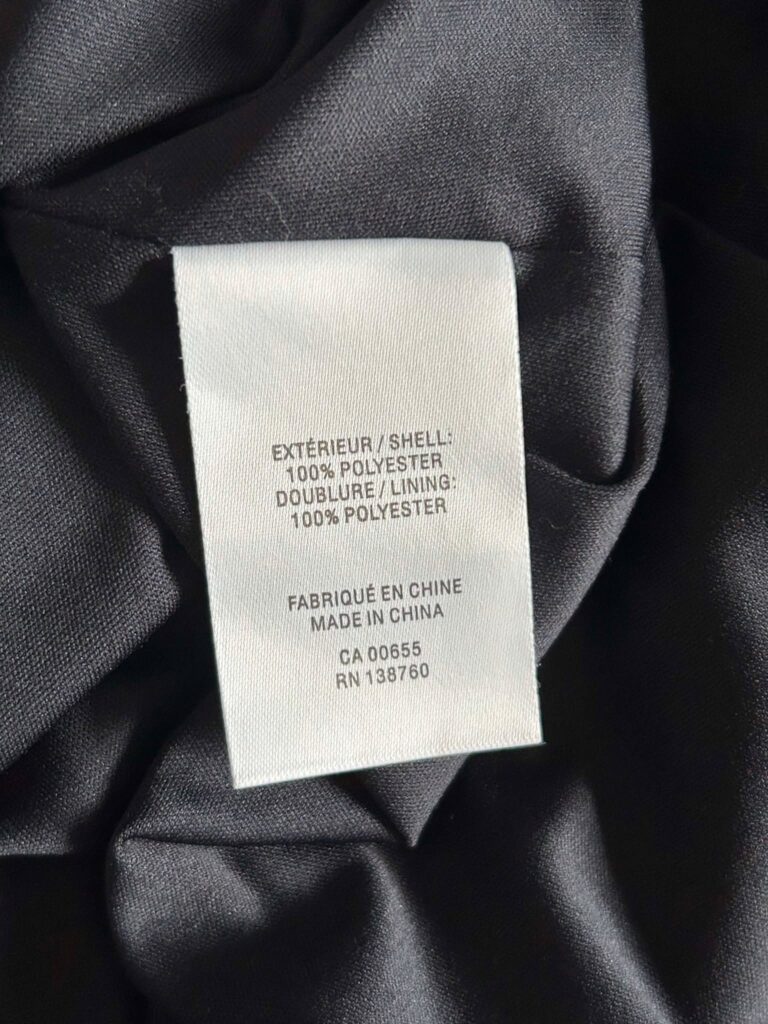 EXTÉRIEUR / SHELL:
100% POLYESTER
DOUBLURE / LINING:
100% POLYESTER
FABRIQUÉ EN CHINE
MADE IN CHINA
CA 00655
RN 138760